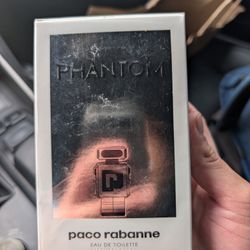 PHANTOM
P
paco rabanne
EAU DE TOILETTE